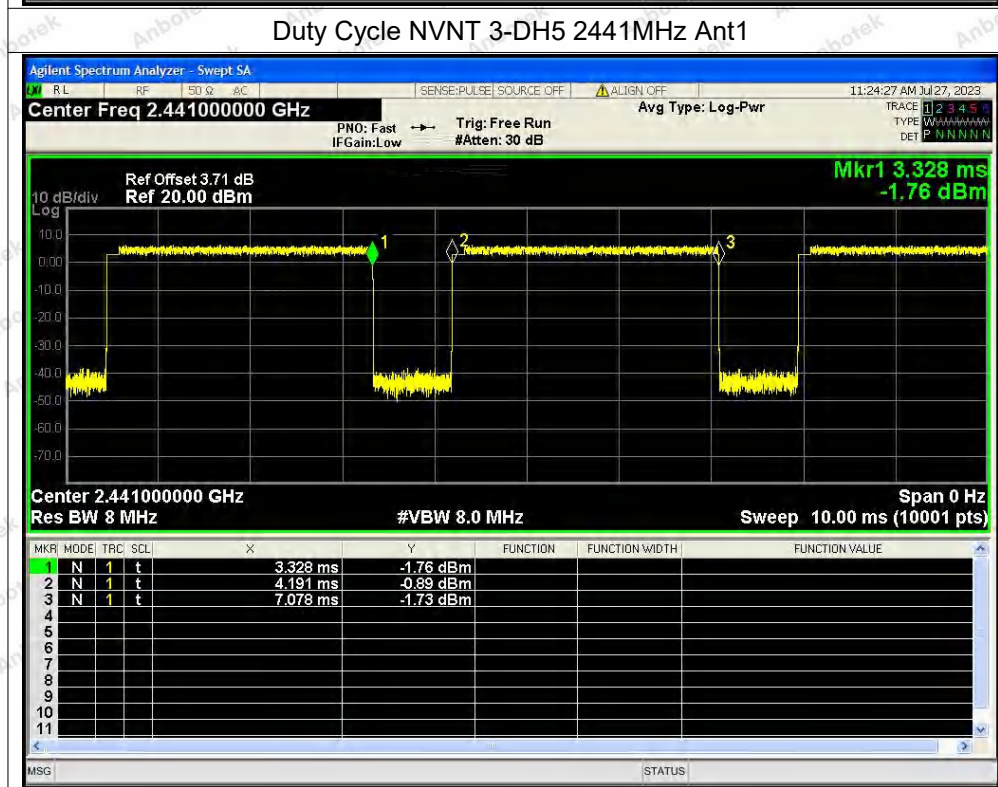 Duty Cycle NVNT 3-DH5 2441MHz Ant1
Agilent Spectrum Analyzer - Swept SA
RL RF 50 Ω AC SENSE:PULSE SOURCE OFF ALIGN OFF 11:24:27 AM Jul 27, 2023
Center Freq 2.441000000 GHz Avg Type: Log-Pwr TRACE 1 2 3 4 5 6
PNO: Fast Trig: Free Run TYPE WWWWWW
IFGain:Low #Atten: 30 dB DET P N N N N N
Mkr1 3.328 ms
Ref Offset 3.71 dB
10 dB/div Ref 20.00 dBm -1.76 dBm
Log
10.0
0.00
-10.0
-20.0
-30.0
-40.0
-50.0
-60.0
-70.0
1
2
3
Center 2.441000000 GHz Span 0 Hz
Res BW 8 MHz #VBW 8.0 MHz Sweep 10.00 ms (10001 pts)
MKR MODE TRC SCL X Y FUNCTION FUNCTION WIDTH FUNCTION VALUE
1 N 1 t 3.328 ms -1.76 dBm
2 N 1 t 4.191 ms -0.89 dBm
3 N 1 t 7.078 ms -1.73 dBm
4
5
6
7
8
9
10
11
MSG STATUS
Anbotek